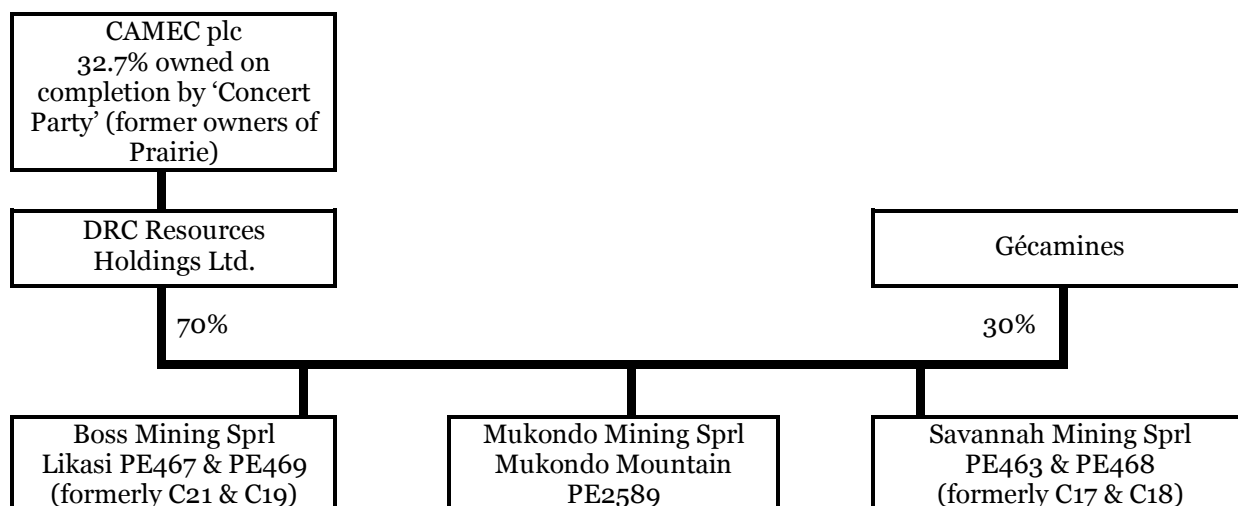 CAMEC plc
32.7% owned on
completion by ‘Concert
Party’ (former owners of
Prairie)
DRC Resources
Holdings Ltd.
Gécamines
70%
30%
Boss Mining Sprl
Likasi PE467 & PE469
(formerly C21 & C19)
Mukondo Mining Sprl
Mukondo Mountain
PE2589
Savannah Mining Sprl
PE463 & PE468
(formerly C17 & C18)